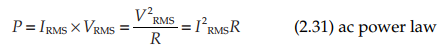 P = I_RMS × V_RMS = V²_RMS / R = I²_RMS R (2.31) ac power law